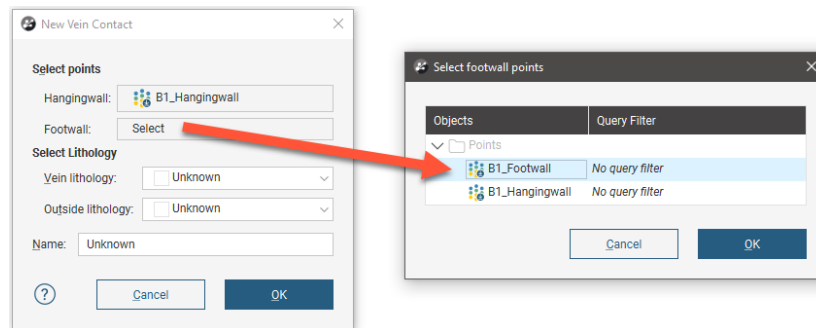 New Vein Contact
Select points
Hangingwall: B1_Hangingwall
Footwall: Select
Select Lithology
Vein lithology: Unknown
Outside lithology: Unknown
Name: Unknown
? Cancel OK
Select footwall points
Objects Query Filter
Points
B1_Footwall No query filter
B1_Hangingwall No query filter
Cancel OK